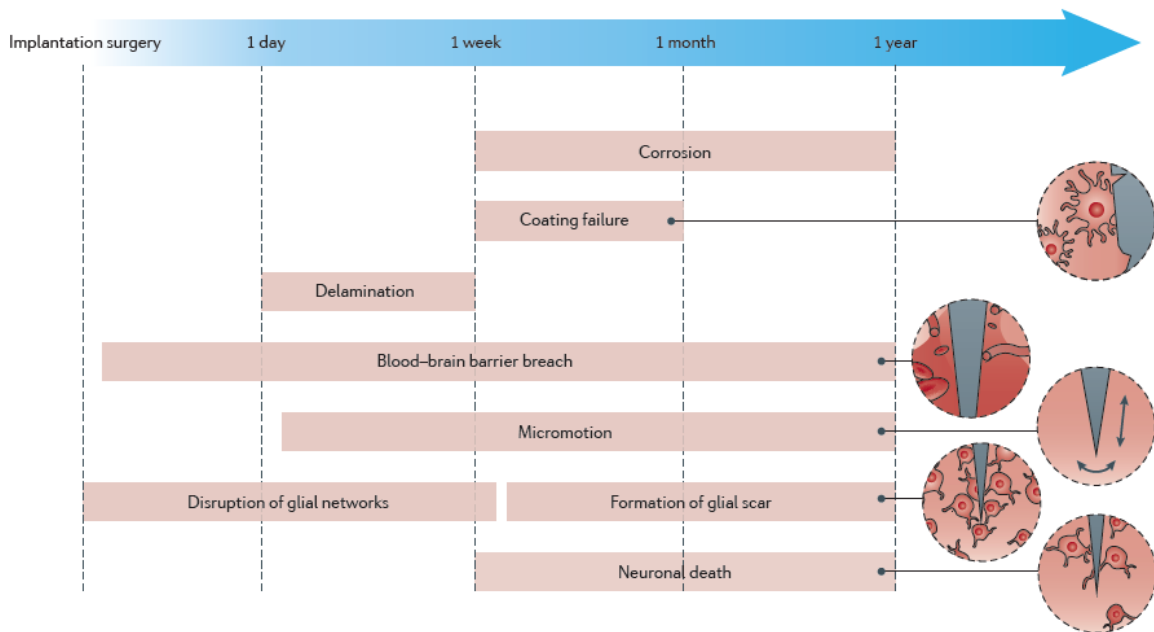 Implantation surgery 1 day 1 week 1 month 1 year
Corrosion
Coating failure
Delamination
Blood–brain barrier breach
Micromotion
Disruption of glial networks Formation of glial scar
Neuronal death